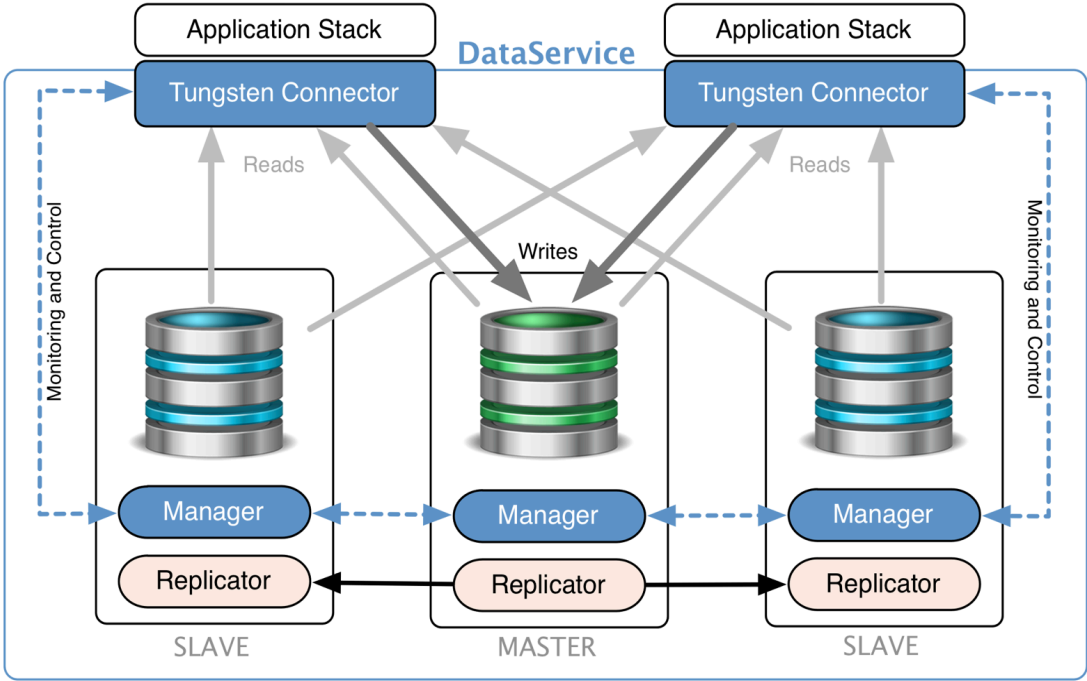 Application Stack
Application Stack
DataService
Tungsten Connector
Tungsten Connector
Reads
Reads
Monitoring and Control
Writes
Monitoring and Control
Manager
Manager
Manager
Replicator
Replicator
Replicator
SLAVE
MASTER
SLAVE